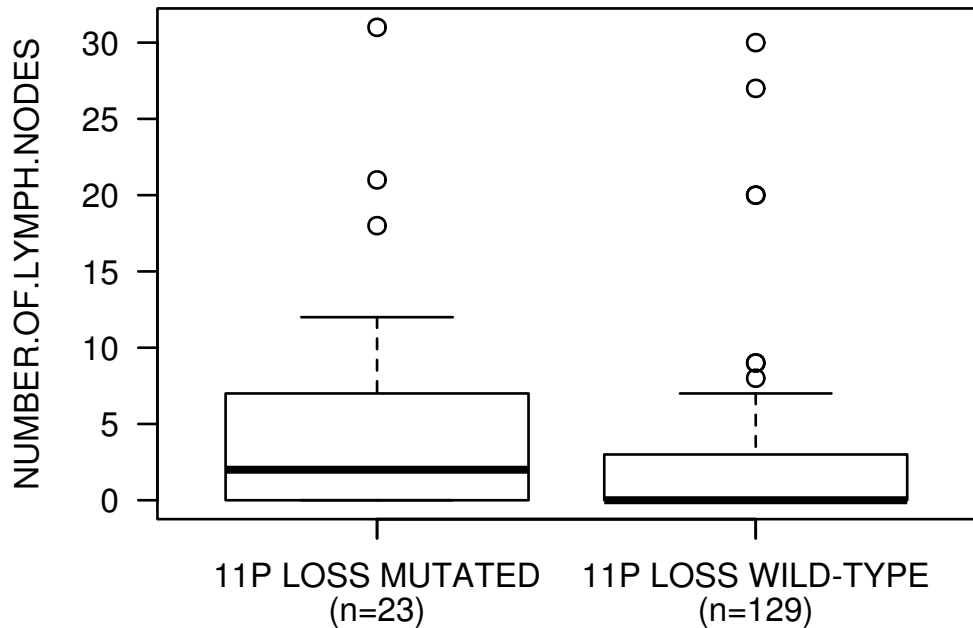 NUMBER.OF.LYMPH.NODES
30
25
20
15
10
5
0
11P LOSS MUTATED
(n=23)
11P LOSS WILD-TYPE
(n=129)